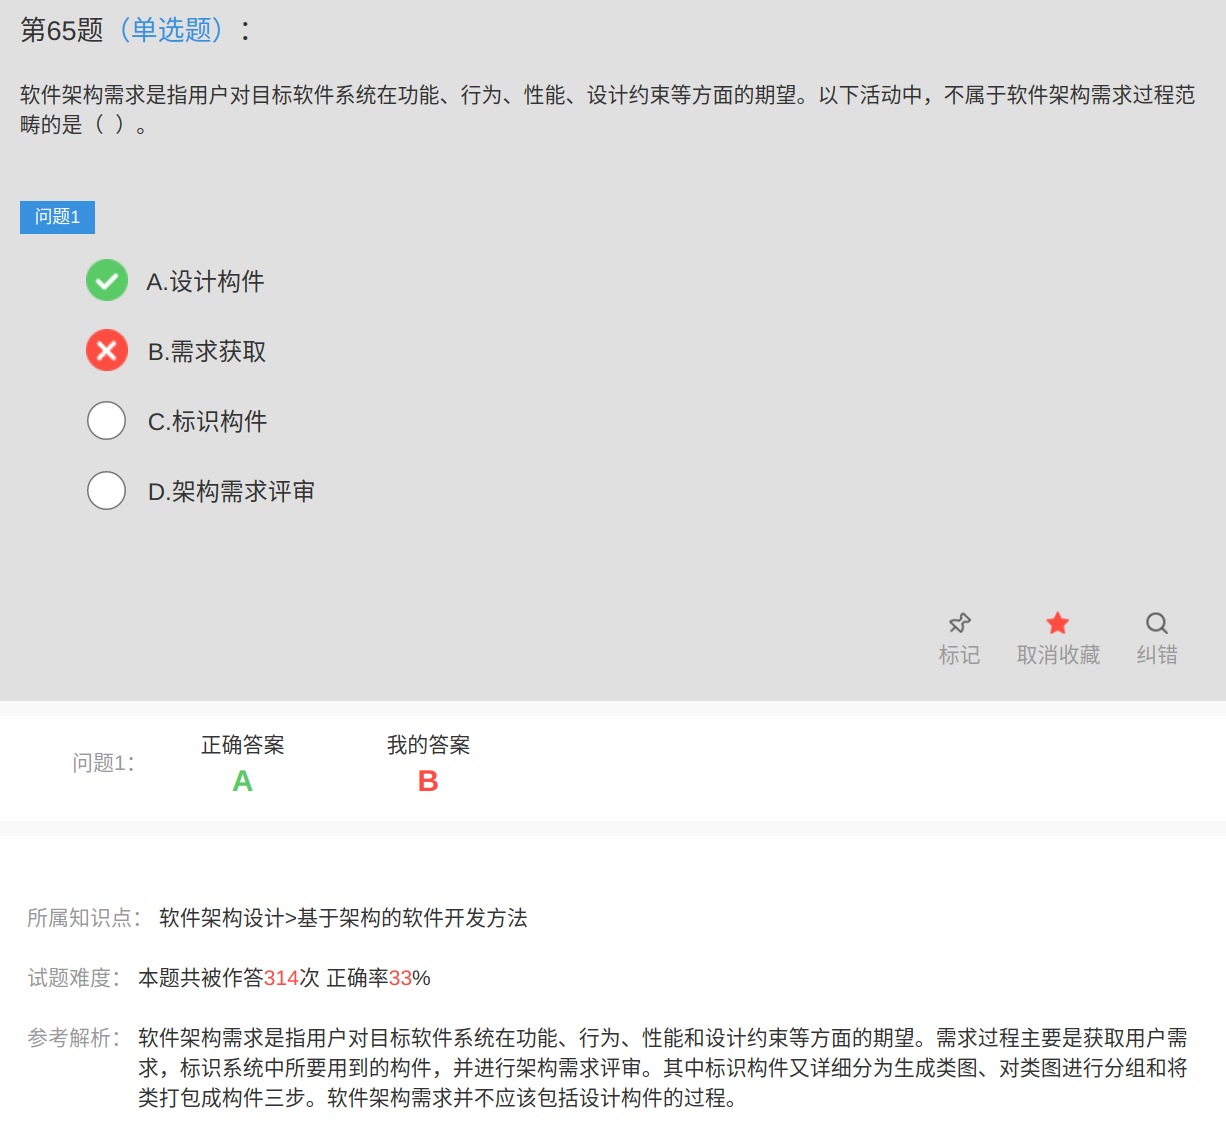 第65题（单选题）：
软件架构需求是指用户对目标软件系统在功能、行为、性能、设计约束等方面的期望。以下活动中，不属于软件架构需求过程范
畴的是（ ）。
问题1
A.设计构件
B.需求获取
C.标识构件
D.架构需求评审
标记 取消收藏 纠错
正确答案 我的答案
问题1：
A B
所属知识点： 软件架构设计>基于架构的软件开发方法
试题难度： 本题共被作答314次 正确率33%
参考解析： 软件架构需求是指用户对目标软件系统在功能、行为、性能和设计约束等方面的期望。需求过程主要是获取用户需
求，标识系统中所要用到的构件，并进行架构需求评审。其中标识构件又详细分为生成类图、对类图进行分组和将
类打包成构件三步。软件架构需求并不应该包括设计构件的过程。